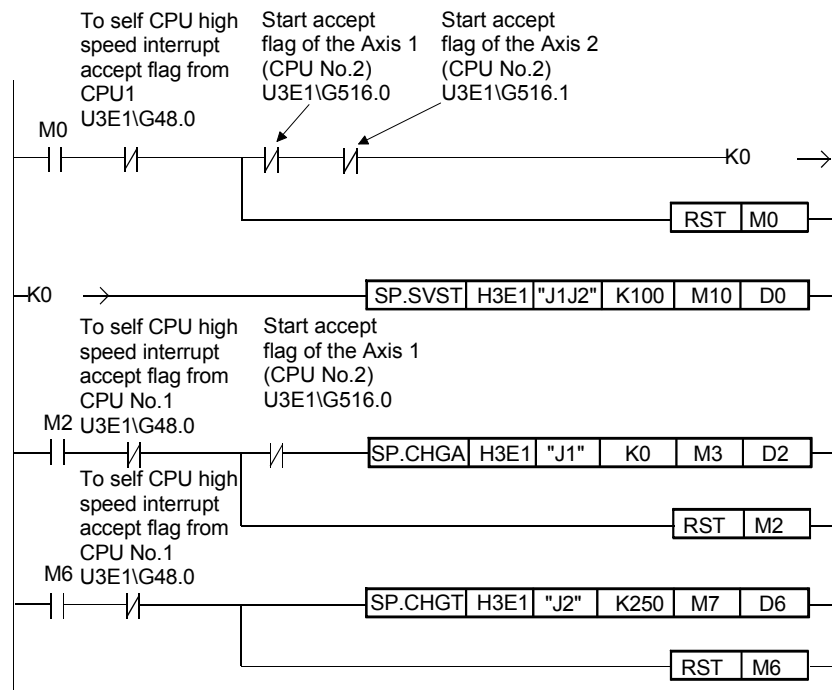 To self CPU high
speed interrupt
accept flag from
CPU1
U3E1\G48.0
Start accept
flag of the Axis 1
(CPU No.2)
U3E1\G516.0
Start accept
flag of the Axis 2
(CPU No.2)
U3E1\G516.1
M0
K0
RST M0
K0
SP.SVST H3E1 "J1J2" K100 M10 D0
To self CPU high
speed interrupt
accept flag from
CPU No.1
U3E1\G48.0
Start accept
flag of the Axis 1
(CPU No.2)
U3E1\G516.0
M2
SP.CHGA H3E1 "J1" K0 M3 D2
RST M2
To self CPU high
speed interrupt
accept flag from
CPU No.1
U3E1\G48.0
M6
SP.CHGT H3E1 "J2" K250 M7 D6
RST M6